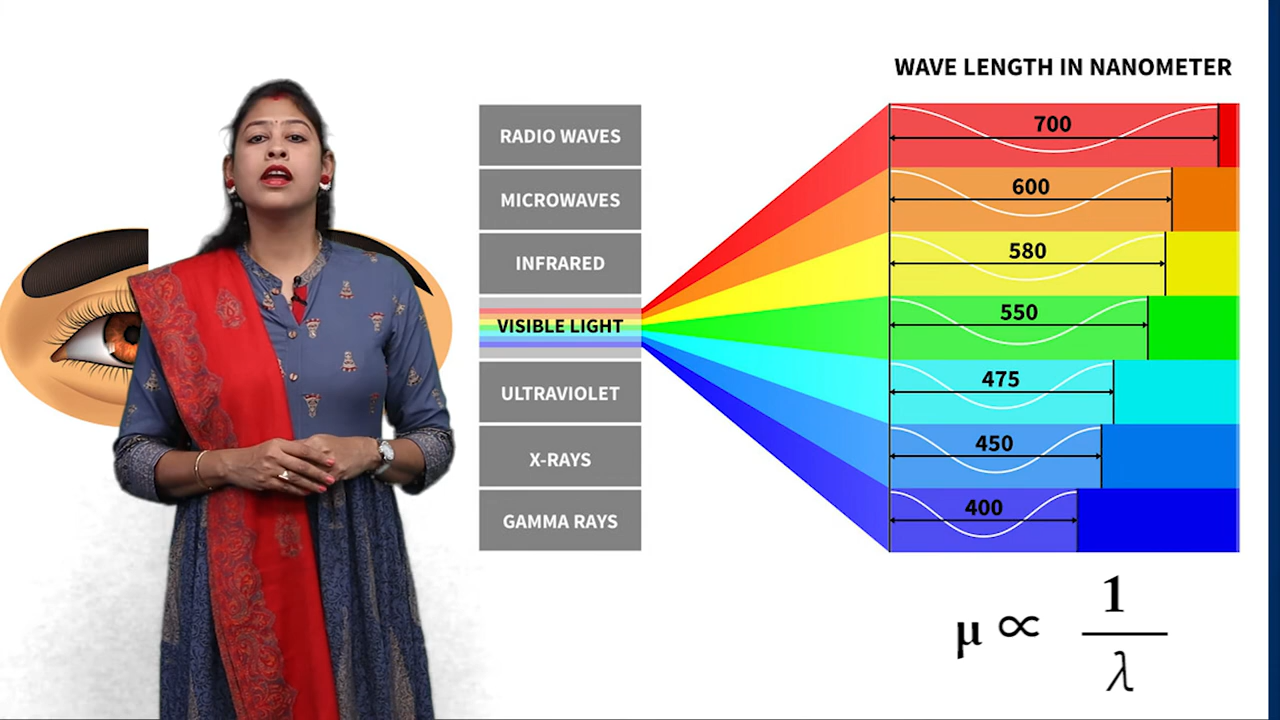 WAVE LENGTH IN NANOMETER
RADIO WAVES
MICROWAVES
INFRARED
VISIBLE LIGHT
ULTRAVIOLET
X-RAYS
GAMMA RAYS
700
600
580
550
475
450
400
μ ∝ 1/λ